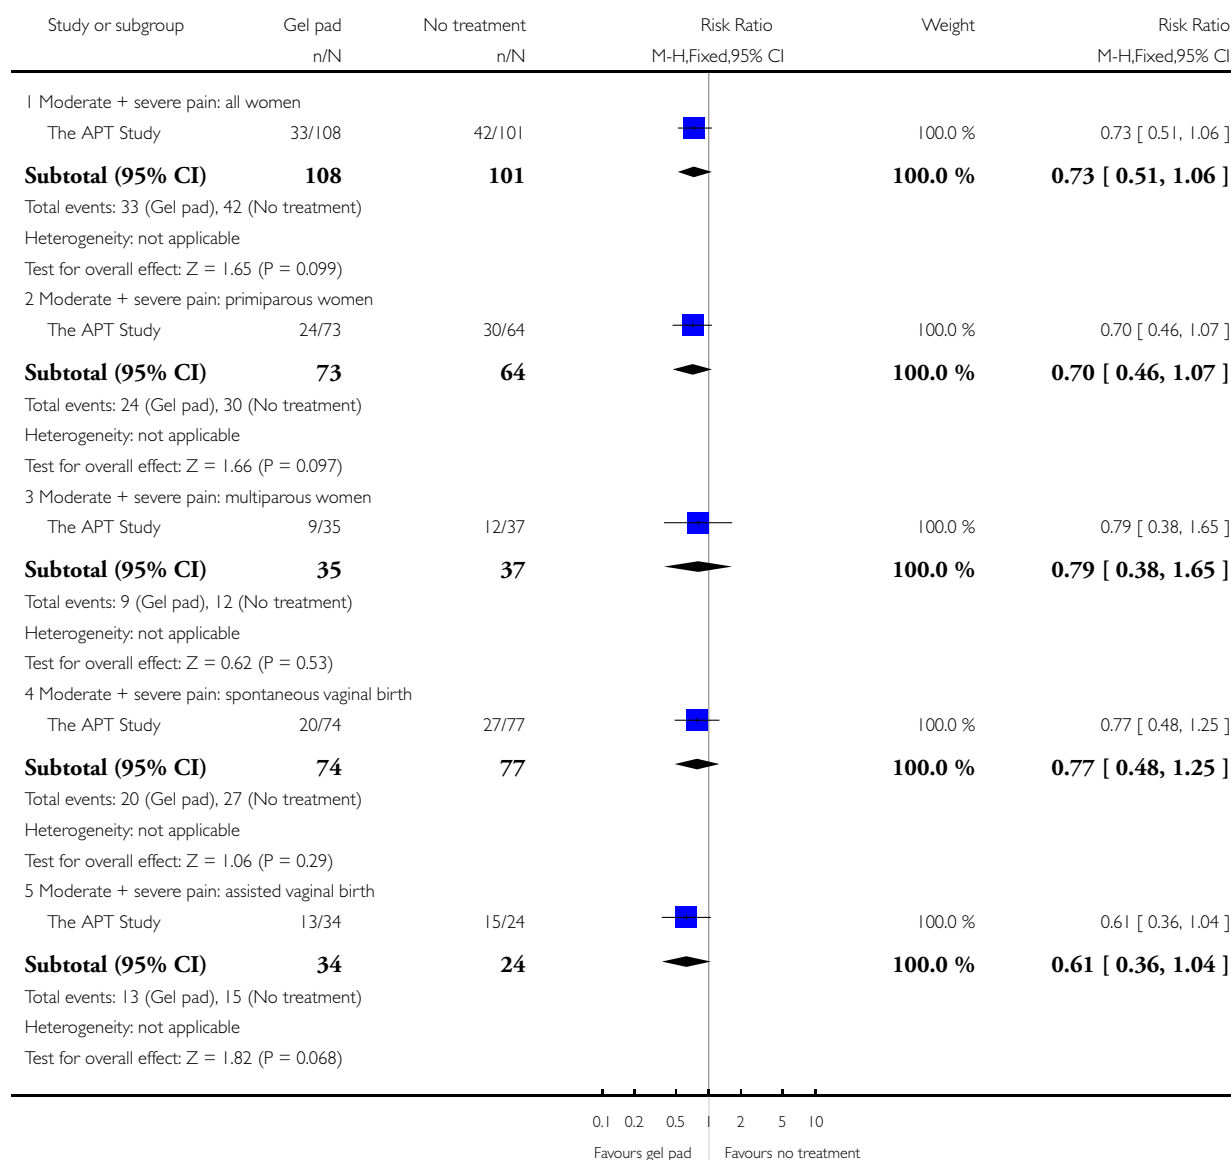 Study or subgroup Gel pad No treatment Risk Ratio Weight Risk Ratio
n/N n/N M-H,Fixed,95% CI M-H,Fixed,95% CI
1 Moderate + severe pain: all women
The APT Study 33/108 42/101 100.0 % 0.73 [ 0.51, 1.06 ]
Subtotal (95% CI) 108 101 100.0 % 0.73 [ 0.51, 1.06 ]
Total events: 33 (Gel pad), 42 (No treatment)
Heterogeneity: not applicable
Test for overall effect: Z = 1.65 (P = 0.099)
2 Moderate + severe pain: primiparous women
The APT Study 24/73 30/64 100.0 % 0.70 [ 0.46, 1.07 ]
Subtotal (95% CI) 73 64 100.0 % 0.70 [ 0.46, 1.07 ]
Total events: 24 (Gel pad), 30 (No treatment)
Heterogeneity: not applicable
Test for overall effect: Z = 1.66 (P = 0.097)
3 Moderate + severe pain: multiparous women
The APT Study 9/35 12/37 100.0 % 0.79 [ 0.38, 1.65 ]
Subtotal (95% CI) 35 37 100.0 % 0.79 [ 0.38, 1.65 ]
Total events: 9 (Gel pad), 12 (No treatment)
Heterogeneity: not applicable
Test for overall effect: Z = 0.62 (P = 0.53)
4 Moderate + severe pain: spontaneous vaginal birth
The APT Study 20/74 27/77 100.0 % 0.77 [ 0.48, 1.25 ]
Subtotal (95% CI) 74 77 100.0 % 0.77 [ 0.48, 1.25 ]
Total events: 20 (Gel pad), 27 (No treatment)
Heterogeneity: not applicable
Test for overall effect: Z = 1.06 (P = 0.29)
5 Moderate + severe pain: assisted vaginal birth
The APT Study 13/34 15/24 100.0 % 0.61 [ 0.36, 1.04 ]
Subtotal (95% CI) 34 24 100.0 % 0.61 [ 0.36, 1.04 ]
Total events: 13 (Gel pad), 15 (No treatment)
Heterogeneity: not applicable
Test for overall effect: Z = 1.82 (P = 0.068)
0.1 0.2 0.5 1 2 5 10
Favours gel pad Favours no treatment